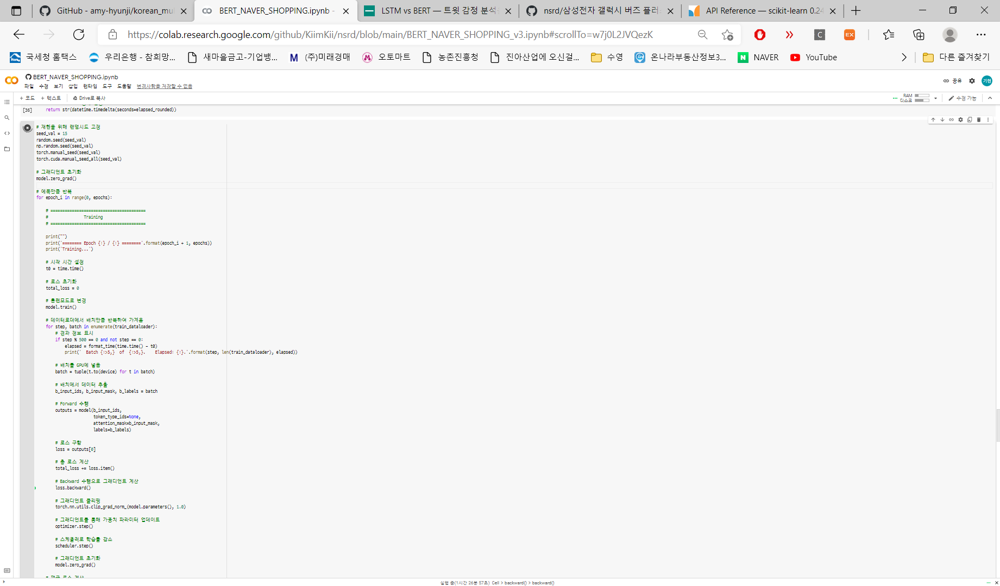 GitHub - amy-hyunji/korean_mul
BERT_NAVER_SHOPPING.ipynb -
LSTM vs BERT — 트윗 감정 분석
nsrd/삼성전자 갤럭시 버즈 플러
API Reference — scikit-learn 0.24
https://colab.research.google.com/github/KiimKii/nsrd/blob/main/BERT_NAVER_SHOPPING_v3.ipynb#scrollTo=w7j0L2JVQezK
국세청 홈택스
우리은행 - 참희망...
새마을금고-기업뱅...
(주)미래경매
오토마트
농촌진흥청
진아산업에 오신걸...
수영
온나라부동산정보3...
NAVER
YouTube
다른 즐겨찾기
BERT_NAVER_SHOPPING.ipynb
파일 수정 보기 삽입 런타임 도구 도움말 변경사항을 저장할 수 없음
공유
기현
+ 코드 + 텍스트 Drive로 복사
RAM
디스크
수정 가능
[36] return str(datetime.timedelta(seconds=elapsed_rounded))
# 재현을 위해 랜덤시드 고정
seed_val = 15
random.seed(seed_val)
np.random.seed(seed_val)
torch.manual_seed(seed_val)
torch.cuda.manual_seed_all(seed_val)
# 그래디언트 초기화
model.zero_grad()
# 에폭만큼 반복
for epoch_i in range(0, epochs):
# ========================================
# Training
# ========================================
print("")
print('======== Epoch {:} / {:} ========'.format(epoch_i + 1, epochs))
print('Training...')
# 시작 시간 설정
t0 = time.time()
# 로스 초기화
total_loss = 0
# 훈련모드로 변경
model.train()
# 데이터로더에서 배치만큼 반복하여 가져옴
for step, batch in enumerate(train_dataloader):
# 경과 정보 표시
if step % 500 == 0 and not step == 0:
elapsed = format_time(time.time() - t0)
print('  Batch {:>5,}  of  {:>5,}.    Elapsed: {:}.'.format(step, len(train_dataloader), elapsed))
# 배치를 GPU에 넣음
batch = tuple(t.to(device) for t in batch)
# 배치에서 데이터 추출
b_input_ids, b_input_mask, b_labels = batch
# Forward 수행
outputs = model(b_input_ids,
token_type_ids=None,
attention_mask=b_input_mask,
labels=b_labels)
# 로스 구함
loss = outputs[0]
# 총 로스 계산
total_loss += loss.item()
# Backward 수행으로 그래디언트 계산
loss.backward()
# 그래디언트 클리핑
torch.nn.utils.clip_grad_norm_(model.parameters(), 1.0)
# 그래디언트를 통해 가중치 파라미터 업데이트
optimizer.step()
# 스케줄러로 학습률 감소
scheduler.step()
# 그래디언트 초기화
model.zero_grad()
# 평균 로스 계산
실행 중(1시간 26분 57초) Cell > backward() > backward()